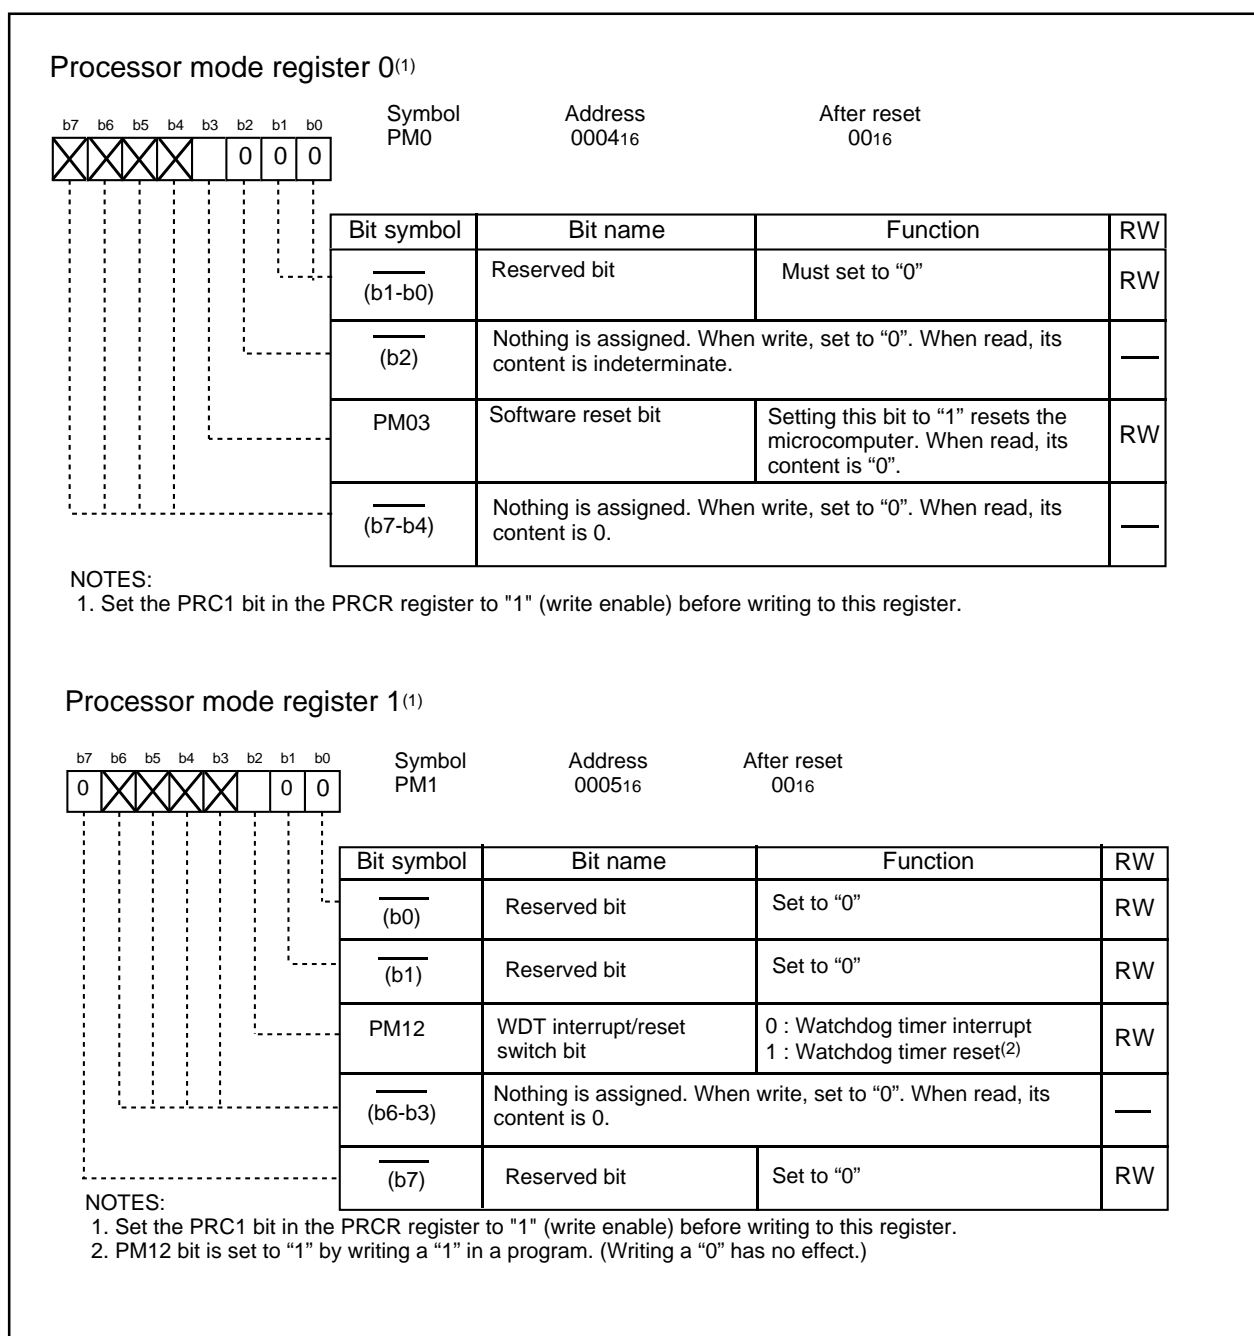 Processor mode register 0(1)
Symbol Address After reset
PM0 000416 0016
b7 b6 b5 b4 b3 b2 b1 b0
0 0 0
Bit symbol Bit name Function RW
(b1-b0) Reserved bit Must set to “0” RW
(b2) Nothing is assigned. When write, set to “0”. When read, its
content is indeterminate.
PM03 Software reset bit Setting this bit to “1” resets the
microcomputer. When read, its RW
content is “0”.
(b7-b4) Nothing is assigned. When write, set to “0”. When read, its
content is 0.
NOTES:
1. Set the PRC1 bit in the PRCR register to "1" (write enable) before writing to this register.
Processor mode register 1(1)
Symbol Address After reset
PM1 000516 0016
b7 b6 b5 b4 b3 b2 b1 b0
0 0 0
Bit symbol Bit name Function RW
(b0) Reserved bit Set to “0” RW
(b1) Reserved bit Set to “0” RW
PM12 WDT interrupt/reset 0 : Watchdog timer interrupt RW
switch bit 1 : Watchdog timer reset(2)
(b6-b3) Nothing is assigned. When write, set to “0”. When read, its
content is 0.
(b7) Reserved bit Set to “0” RW
NOTES:
1. Set the PRC1 bit in the PRCR register to "1" (write enable) before writing to this register.
2. PM12 bit is set to “1” by writing a “1” in a program. (Writing a “0” has no effect.)